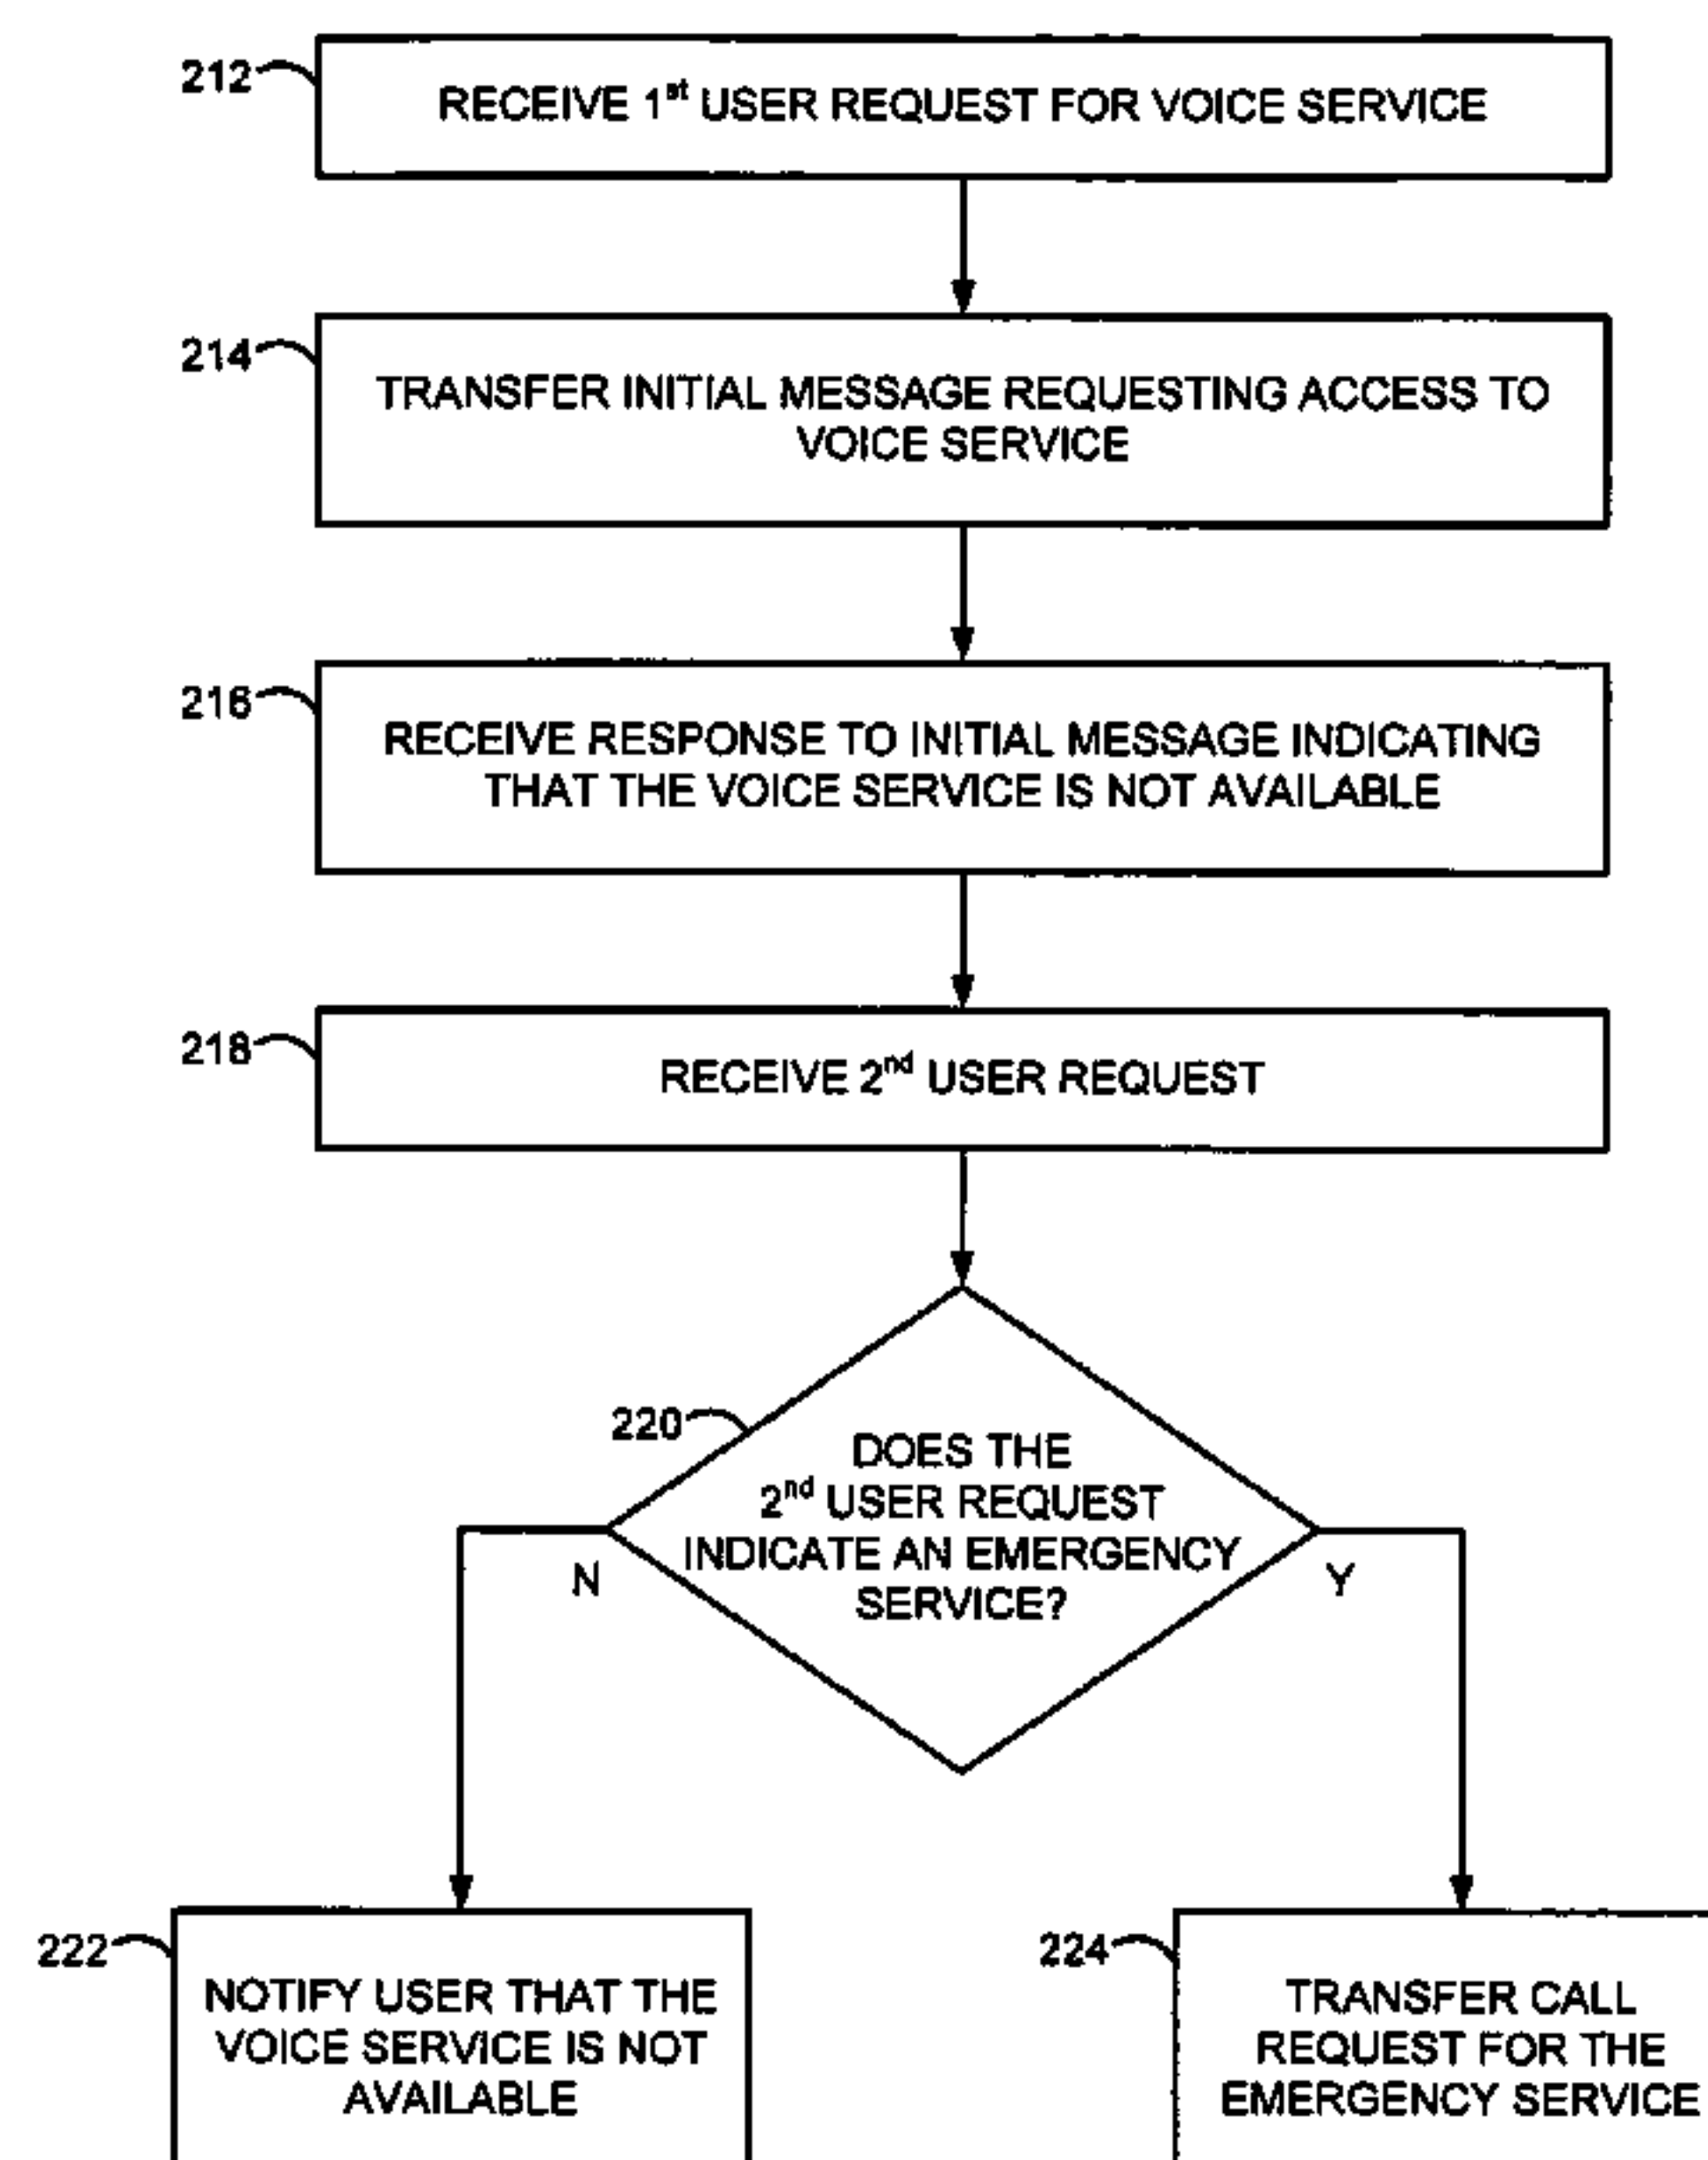 212
RECEIVE 1st USER REQUEST FOR VOICE SERVICE
214
TRANSFER INITIAL MESSAGE REQUESTING ACCESS TO
VOICE SERVICE
216
RECEIVE RESPONSE TO INITIAL MESSAGE INDICATING
THAT THE VOICE SERVICE IS NOT AVAILABLE
218
RECEIVE 2nd USER REQUEST
220
DOES THE
2nd USER REQUEST
INDICATE AN EMERGENCY
SERVICE?
N
Y
222
NOTIFY USER THAT THE
VOICE SERVICE IS NOT
AVAILABLE
224
TRANSFER CALL
REQUEST FOR THE
EMERGENCY SERVICE